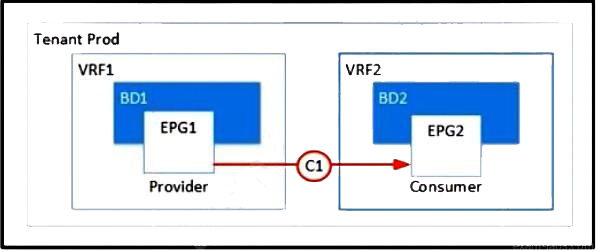 Tenant Prod
VRF1
VRF2
BD1
BD2
EPG1
EPG2
C1
Provider
Consumer